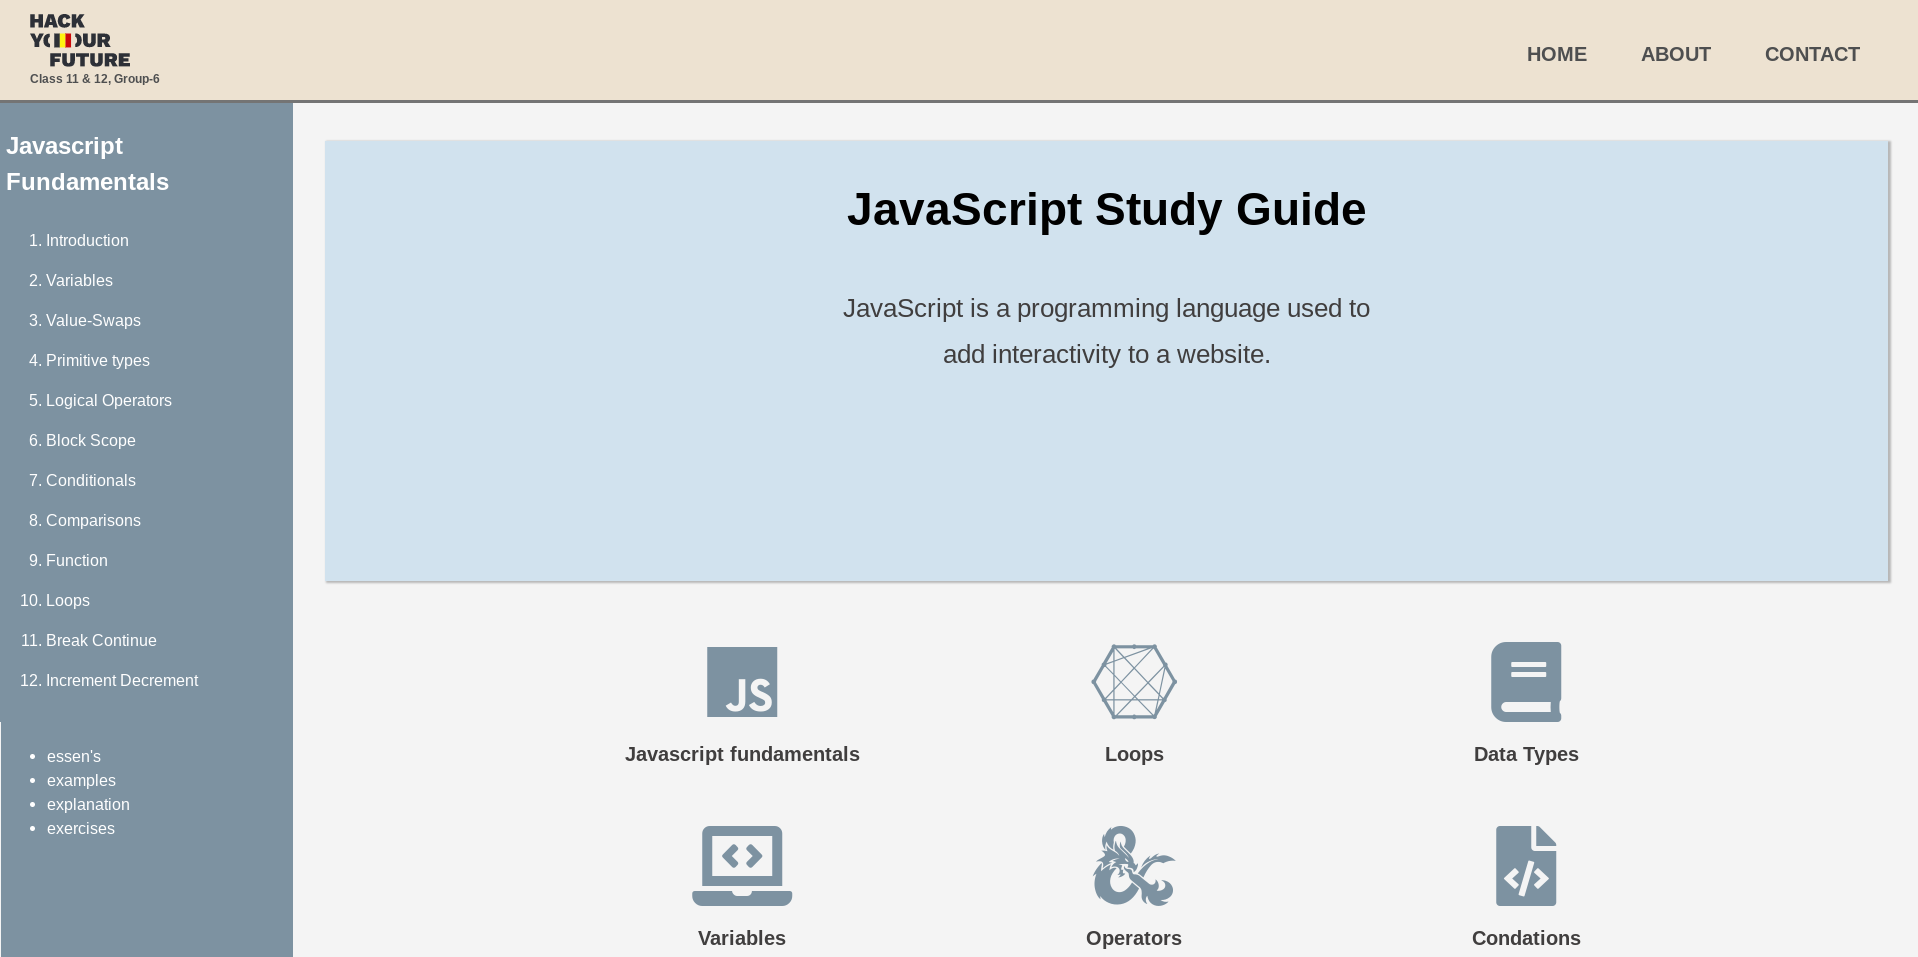 HACK
YOUR
FUTURE
Class 11 & 12, Group-6
HOME
ABOUT
CONTACT
Javascript
Fundamentals
1. Introduction
2. Variables
3. Value-Swaps
4. Primitive types
5. Logical Operators
6. Block Scope
7. Conditionals
8. Comparisons
9. Function
10. Loops
11. Break Continue
12. Increment Decrement
essen's
examples
explanation
exercises
JavaScript Study Guide
JavaScript is a programming language used to
add interactivity to a website.
JS
Javascript fundamentals
Loops
Data Types
Variables
Operators
Condations